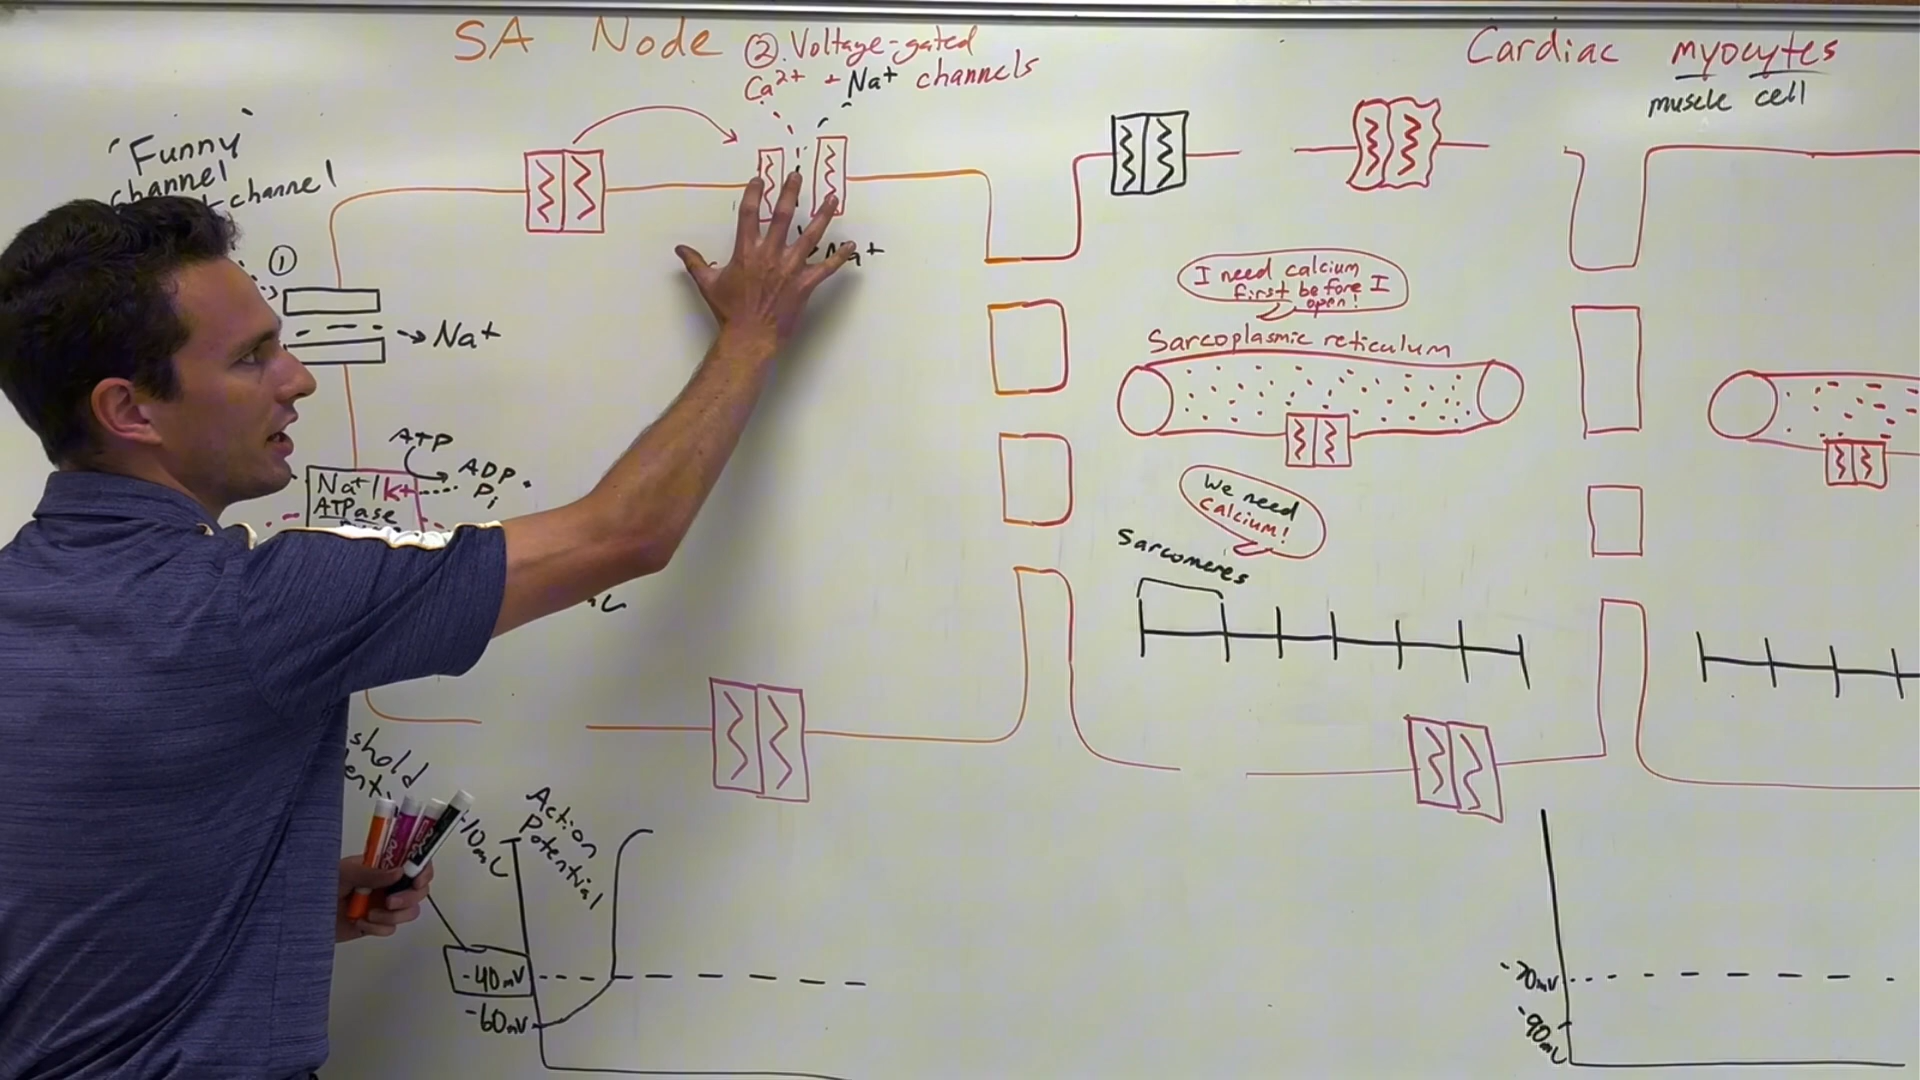 SA Node
② Voltage-gated
Ca²⁺ + Na⁺ channels
Cardiac myocytes
muscle cell
"Funny"
channel
channel
①
Na⁺
Na⁺
I need calcium
first before I
open!
Sarcoplasmic reticulum
ATP
ADP
Pi
Na⁺/K⁺
ATPase
We need
calcium!
Sarcomeres
Action
Potential
-40mV
-60mV
-70mV